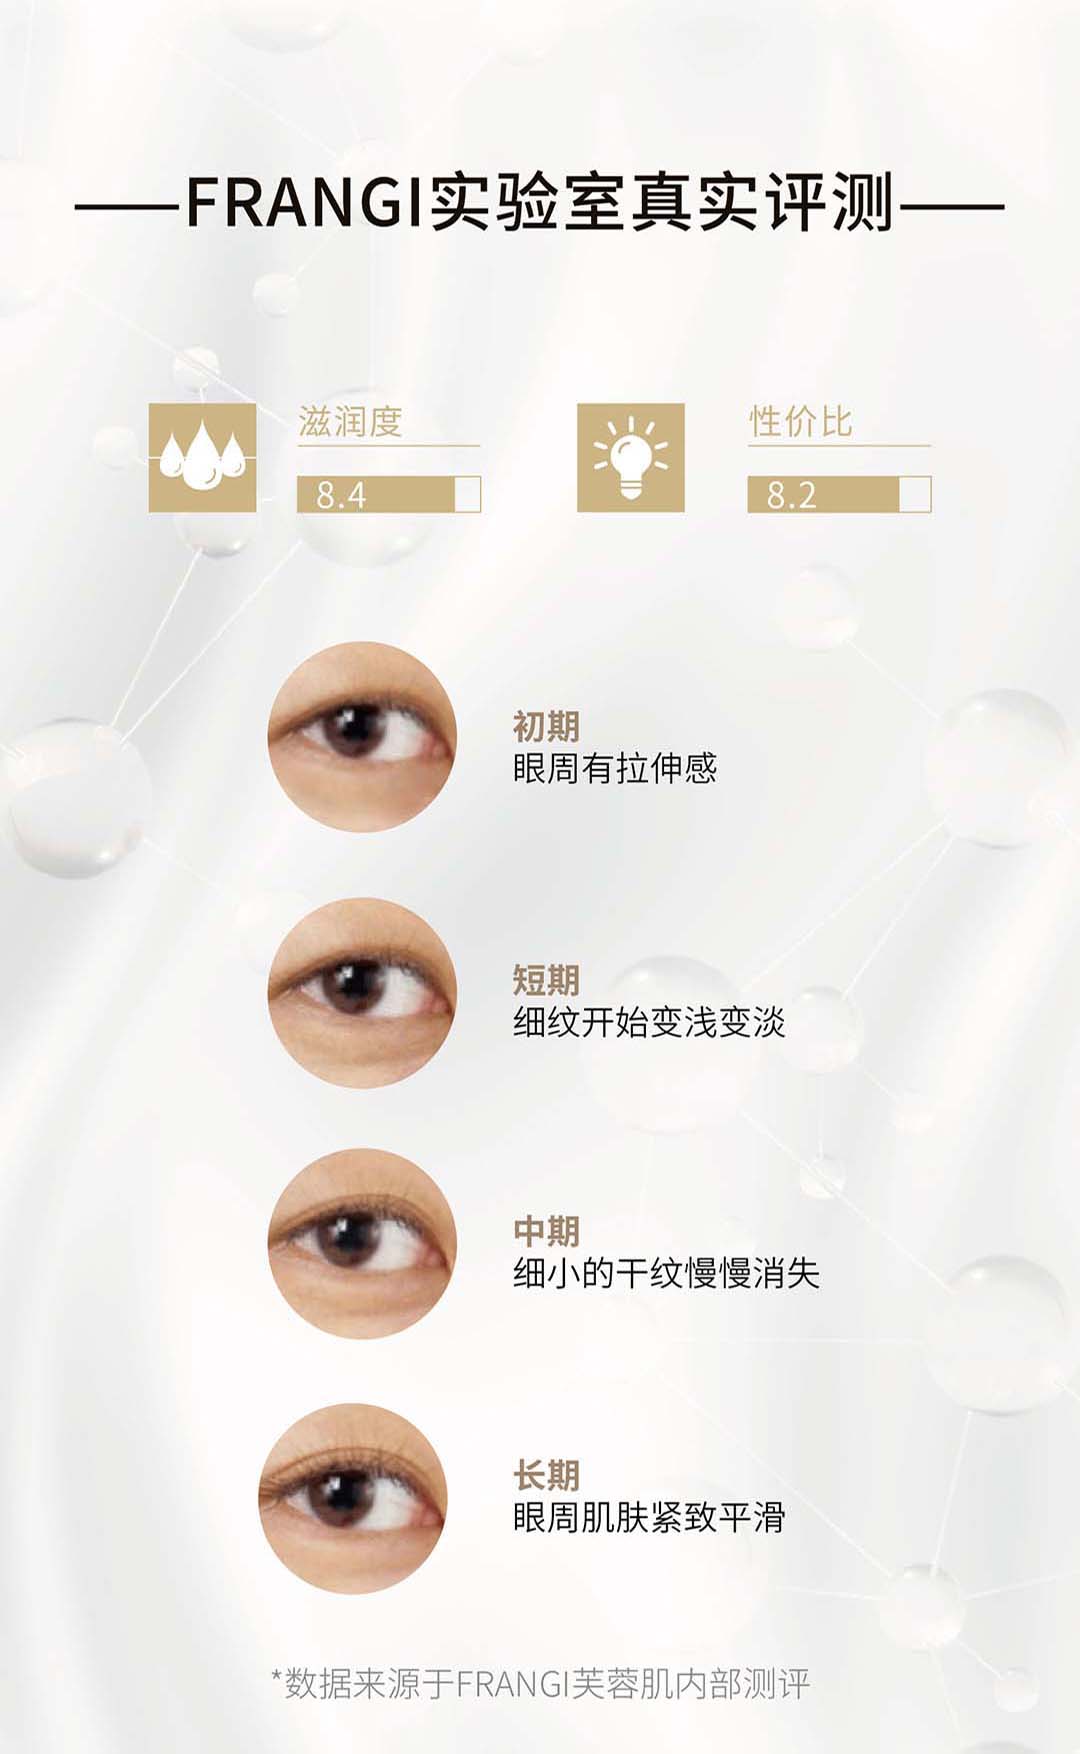 FRANGI实验室真实评测
滋润度
8.4
性价比
8.2
初期
眼周有拉伸感
短期
细纹开始变浅变淡
中期
细小的干纹慢慢消失
长期
眼周肌肤紧致平滑
*数据来源于FRANGI芙蓉肌内部测评